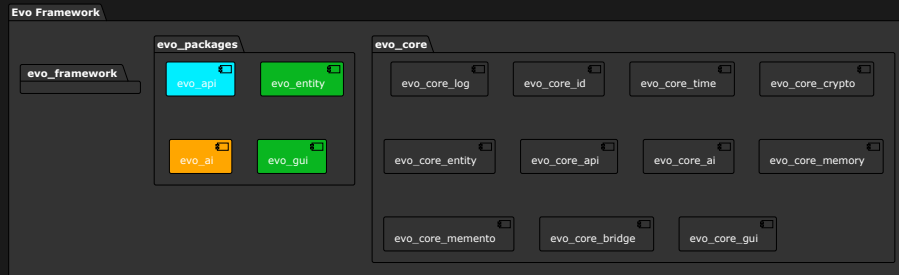 Evo Framework
evo_framework
evo_packages
evo_api
evo_entity
evo_ai
evo_gui
evo_core
evo_core_log
evo_core_id
evo_core_time
evo_core_crypto
evo_core_entity
evo_core_api
evo_core_ai
evo_core_memory
evo_core_memento
evo_core_bridge
evo_core_gui